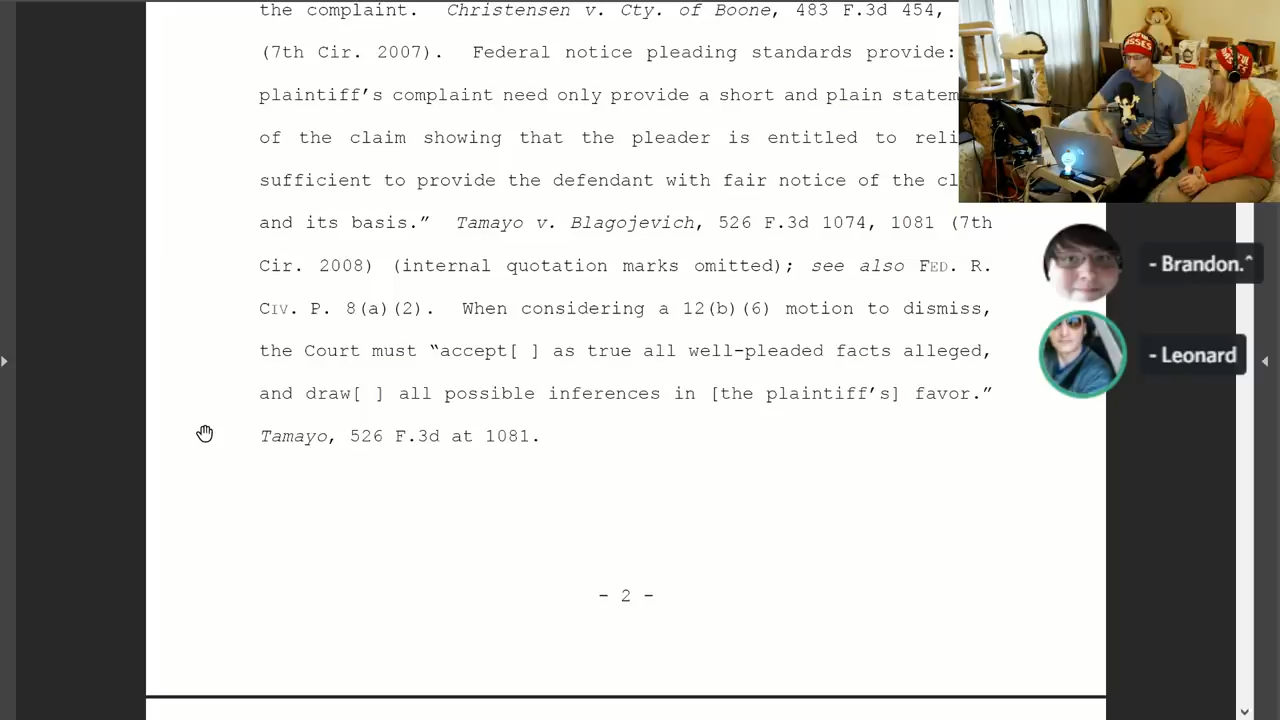 the complaint. Christensen v. Cty. of Boone, 483 F.3d 454,
(7th Cir. 2007). Federal notice pleading standards provide:
plaintiff’s complaint need only provide a short and plain
of the claim showing that the pleader is entitled to
sufficient to provide the defendant with fair notice of the
and its basis.” Tamayo v. Blagojevich, 526 F.3d 1074, 1081 (7th
Cir. 2008) (internal quotation marks omitted); see also FED. R.
CIV. P. 8(a)(2). When considering a 12(b)(6) motion to dismiss,
the Court must “accept[ ] as true all well-pleaded facts alleged,
and draw[ ] all possible inferences in [the plaintiff’s] favor.”
Tamayo, 526 F.3d at 1081.
- 2 -
- Brandon.^
- Leonard